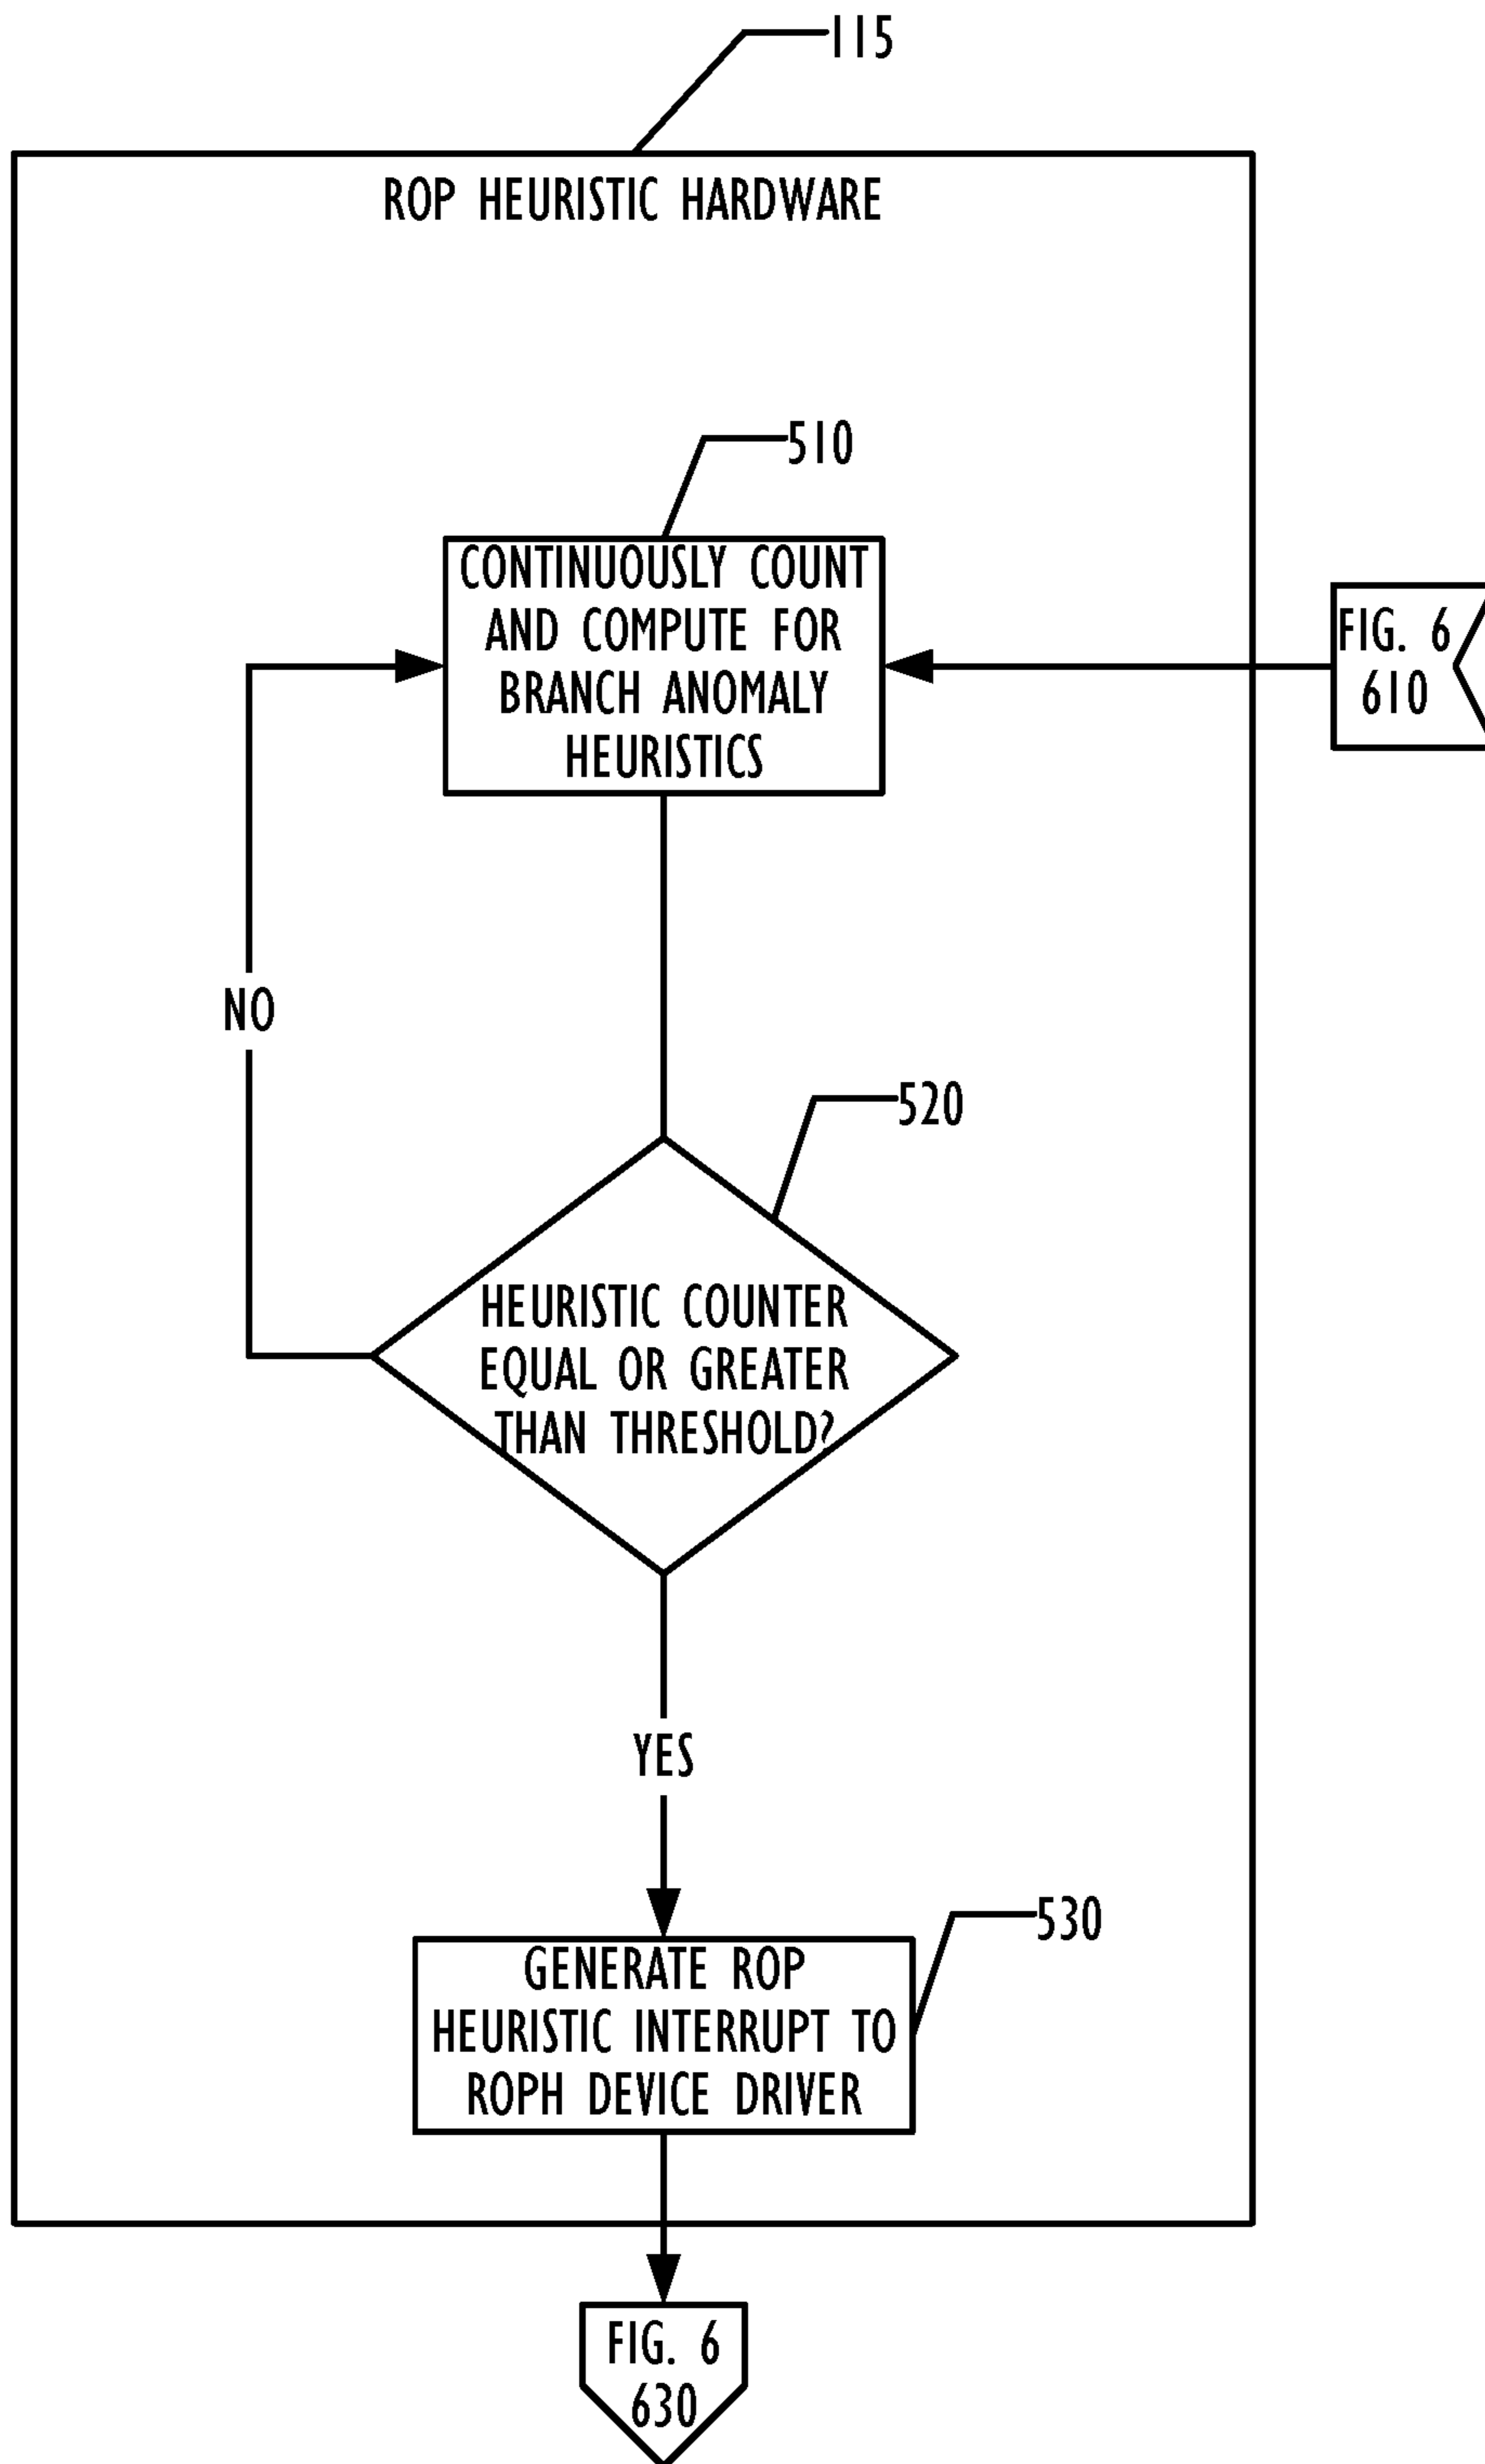 115
ROP HEURISTIC HARDWARE
510
CONTINUOUSLY COUNT
AND COMPUTE FOR
BRANCH ANOMALY
HEURISTICS
FIG. 6
610
NO
520
HEURISTIC COUNTER
EQUAL OR GREATER
THAN THRESHOLD?
YES
530
GENERATE ROP
HEURISTIC INTERRUPT TO
ROPH DEVICE DRIVER
FIG. 6
630